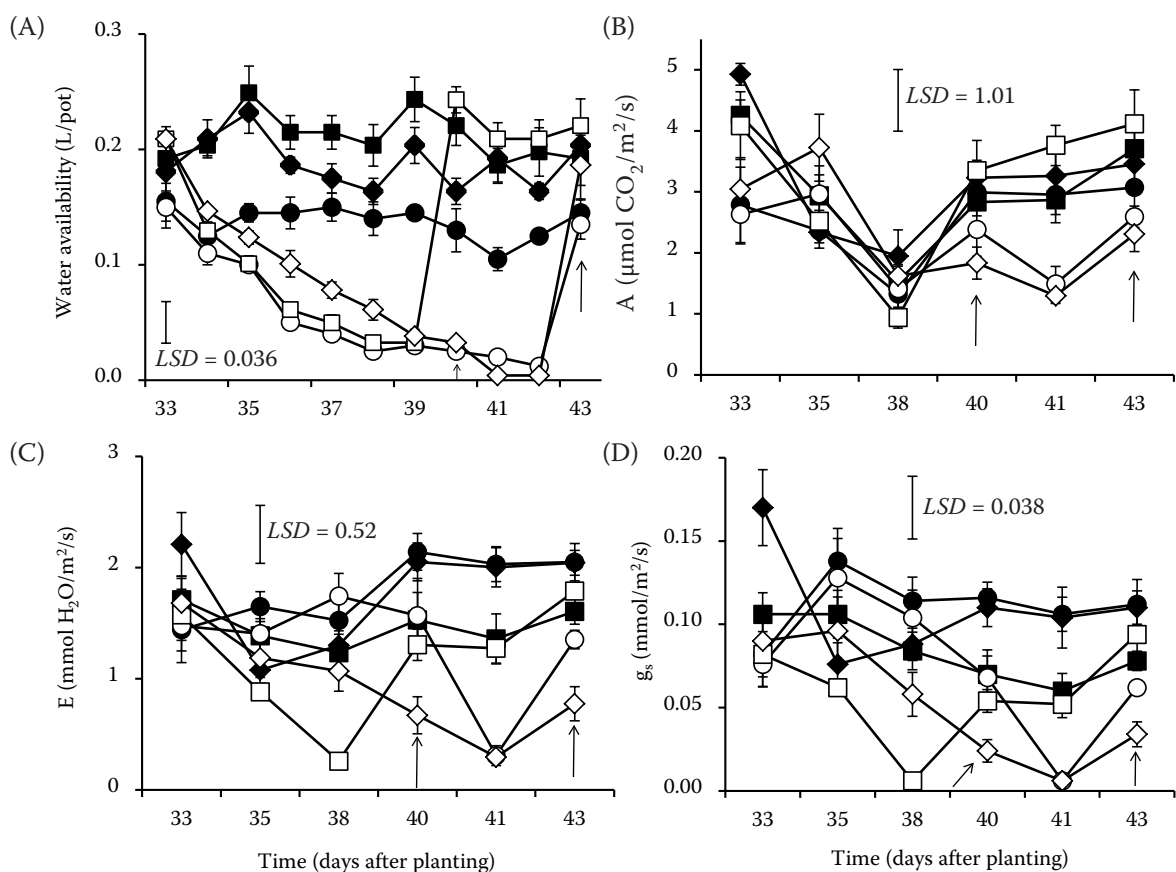 (A)
Water availability (L/pot)
0.3
0.2
0.1
0.0
LSD = 0.036
33 35 37 39 41 43
(B)
A (μmol CO₂/m²/s)
5
4
3
2
1
0
LSD = 1.01
33 35 38 40 41 43
(C)
E (mmol H₂O/m²/s)
3
2
1
0
LSD = 0.52
33 35 38 40 41 43
Time (days after planting)
(D)
gₛ (mmol/m²/s)
0.20
0.15
0.10
0.05
0.00
LSD = 0.038
33 35 38 40 41 43
Time (days after planting)